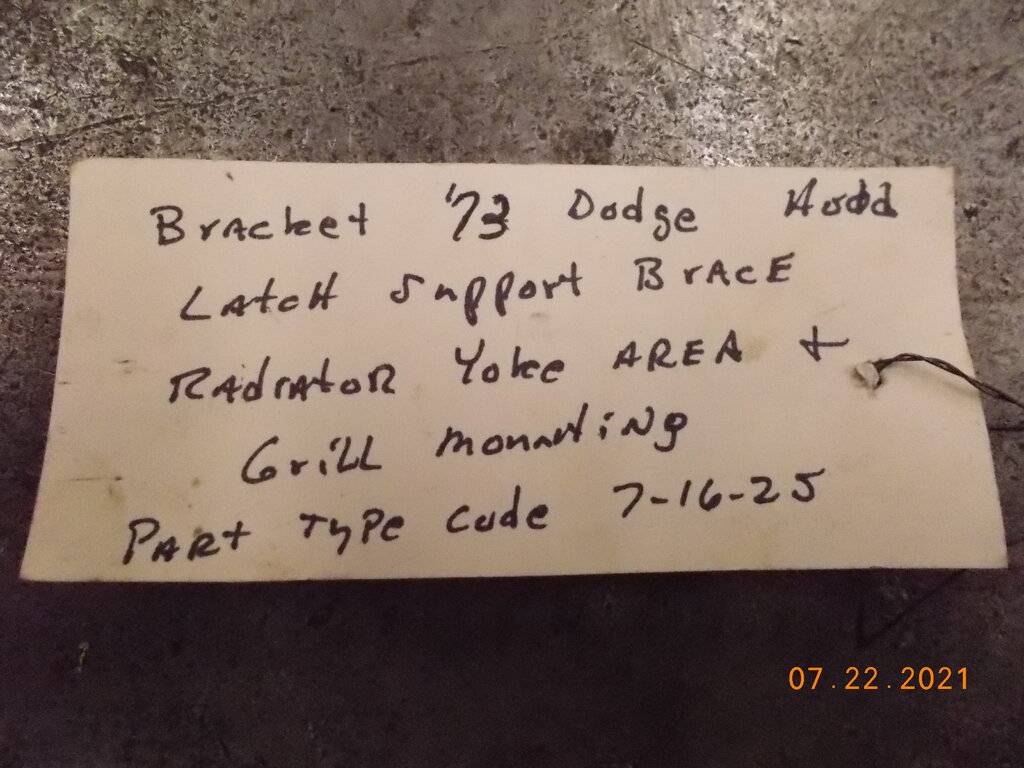 Bracket '73 Dodge Hood
Latch Support Brace
Radiator Yoke AREA +
Grill mounting
Part Type Code 7-16-25
07.22.2021